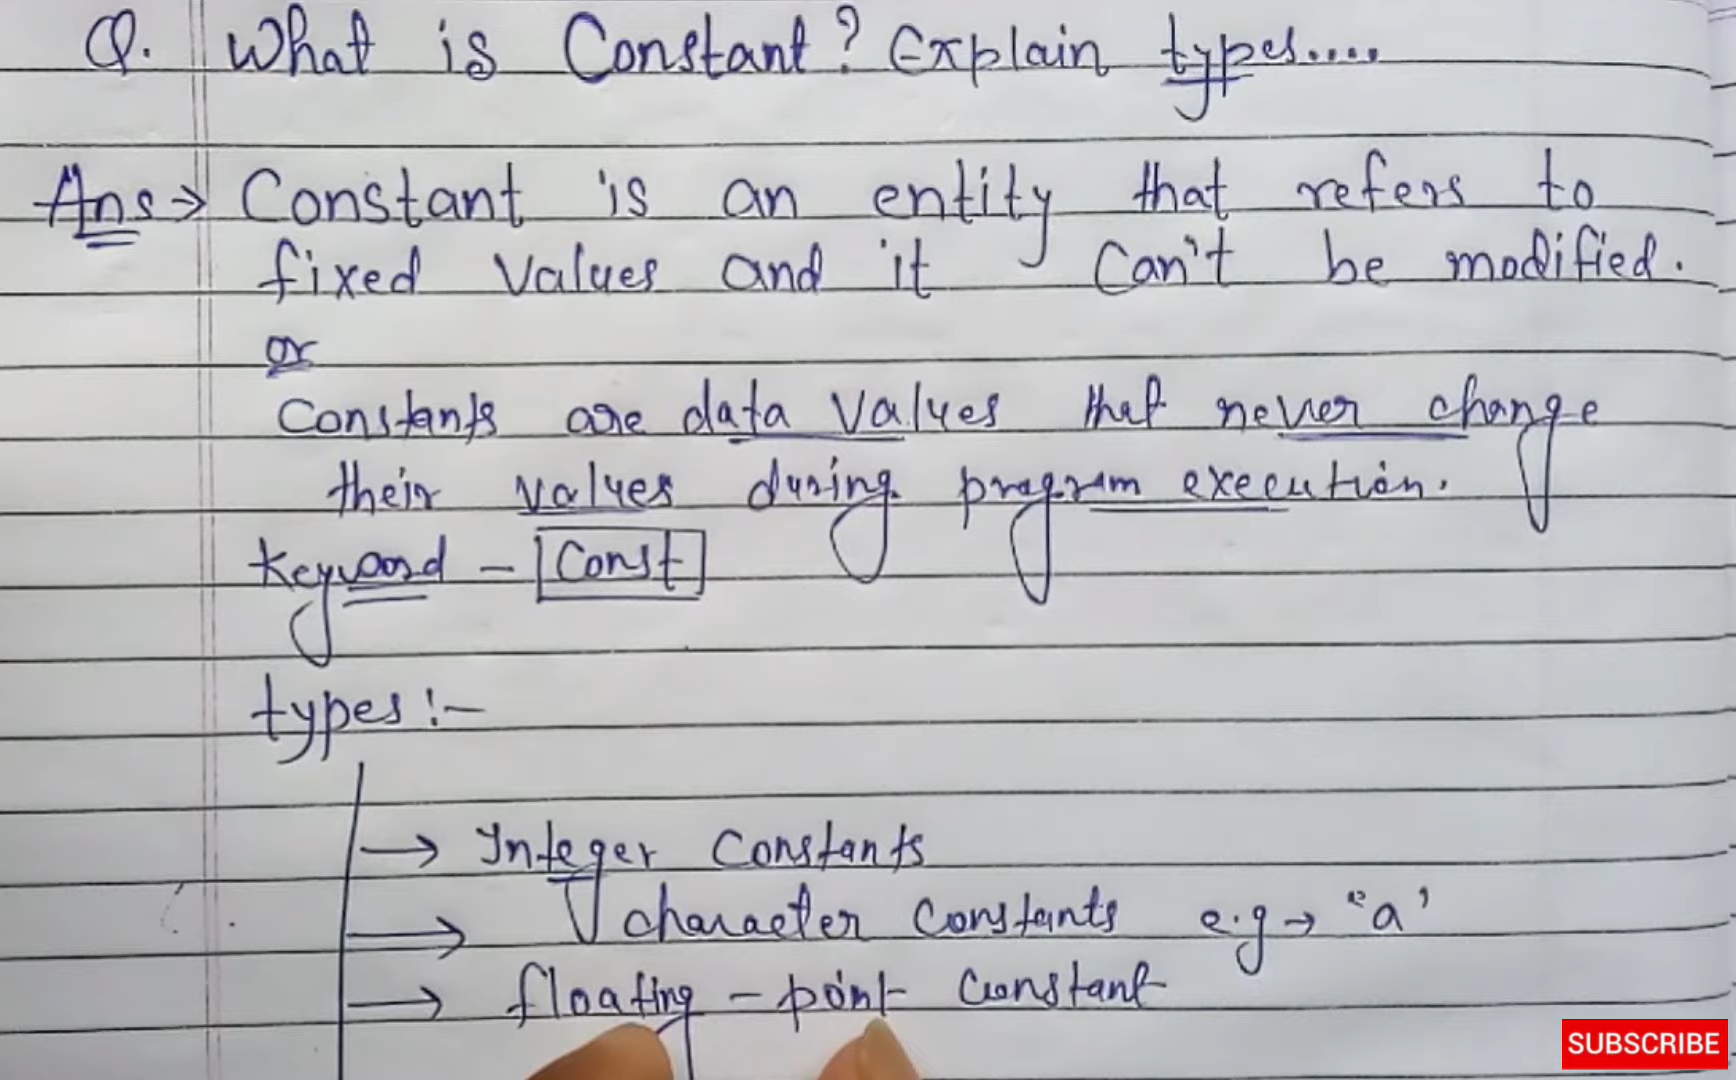 Q. What is Constant? Explain types....
Ans → Constant is an entity that refers to
fixed values and it can't be modified.
or
Constants are data values that never change
their values during program execution.
Keyword - Const
types :-
→ Integer Constants
→ character Constants e.g → 'a'
→ floating - point Constant
SUBSCRIBE